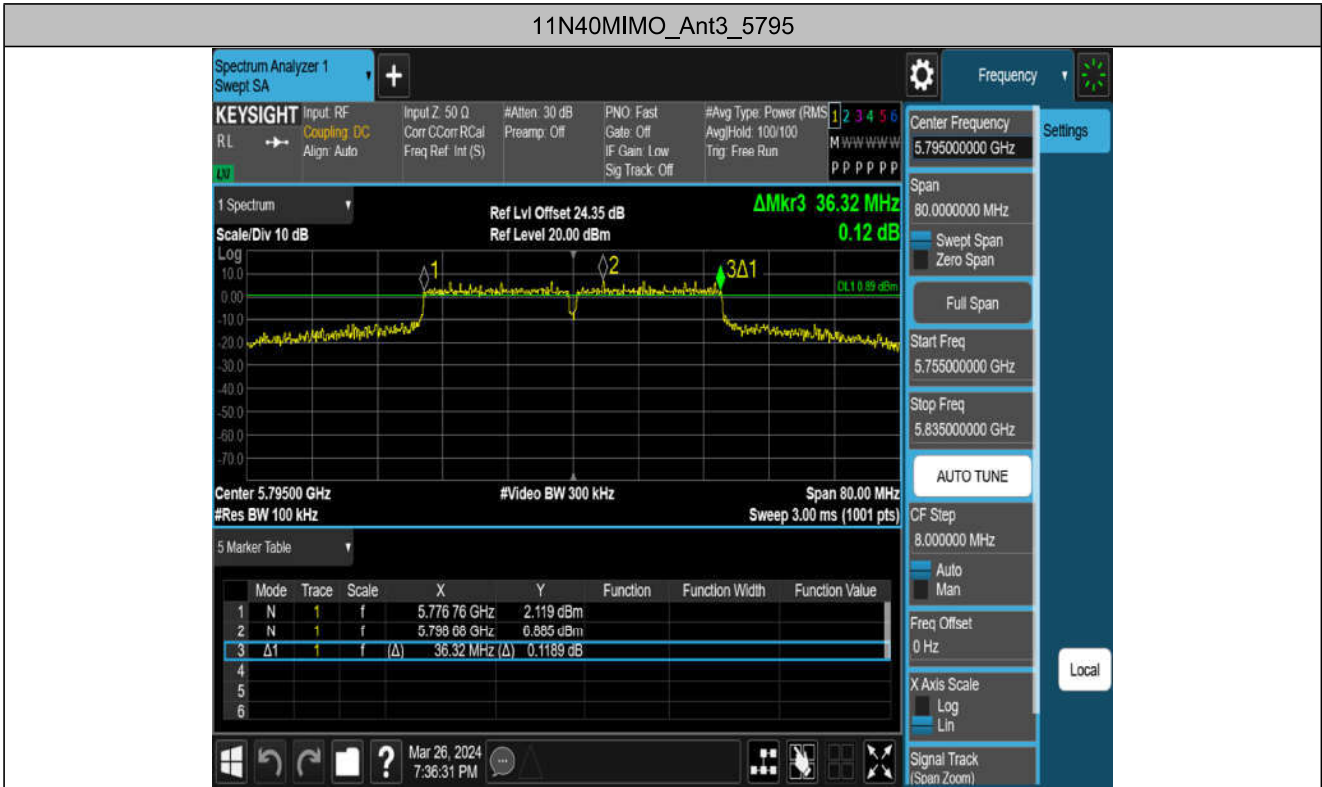 11N40MIMO_Ant3_5795
Spectrum Analyzer 1
Swept SA
+
Frequency
KEYSIGHT
RL
LXI
Input: RF
Coupling: DC
Align: Auto
Input Z: 50 Ω
Corr CCorr RCal
Freq Ref: Int (S)
#Atten: 30 dB
Preamp: Off
PNO: Fast
Gate: Off
IF Gain: Low
Sig Track: Off
#Avg Type: Power (RMS
Avg|Hold: 100/100
Trig: Free Run
1 2 3 4 5 6
M W W W W W
P P P P P P
Center Frequency
5.795000000 GHz
Settings
Span
80.0000000 MHz
Swept Span
Zero Span
Full Span
Start Freq
5.755000000 GHz
Stop Freq
5.835000000 GHz
AUTO TUNE
CF Step
8.000000 MHz
Auto
Man
Freq Offset
0 Hz
X Axis Scale
Log
Lin
Signal Track
(Span Zoom)
Local
1 Spectrum
Scale/Div 10 dB
Ref Lvl Offset 24.35 dB
Ref Level 20.00 dBm
ΔMkr3 36.32 MHz
0.12 dB
Log
10.0
0.00
-10.0
-20.0
-30.0
-40.0
-50.0
-60.0
-70.0
1
2
3Δ1
DL1 0.89 dBm
Center 5.79500 GHz
#Res BW 100 kHz
#Video BW 300 kHz
Span 80.00 MHz
Sweep 3.00 ms (1001 pts)
5 Marker Table
Mode Trace Scale X Y Function Function Width Function Value
1 N 1 f 5.776 76 GHz 2.119 dBm
2 N 1 f 5.798 68 GHz 6.885 dBm
3 Δ1 1 f (Δ) 36.32 MHz (Δ) 0.1189 dB
4
5
6
?
Mar 26, 2024
7:36:31 PM